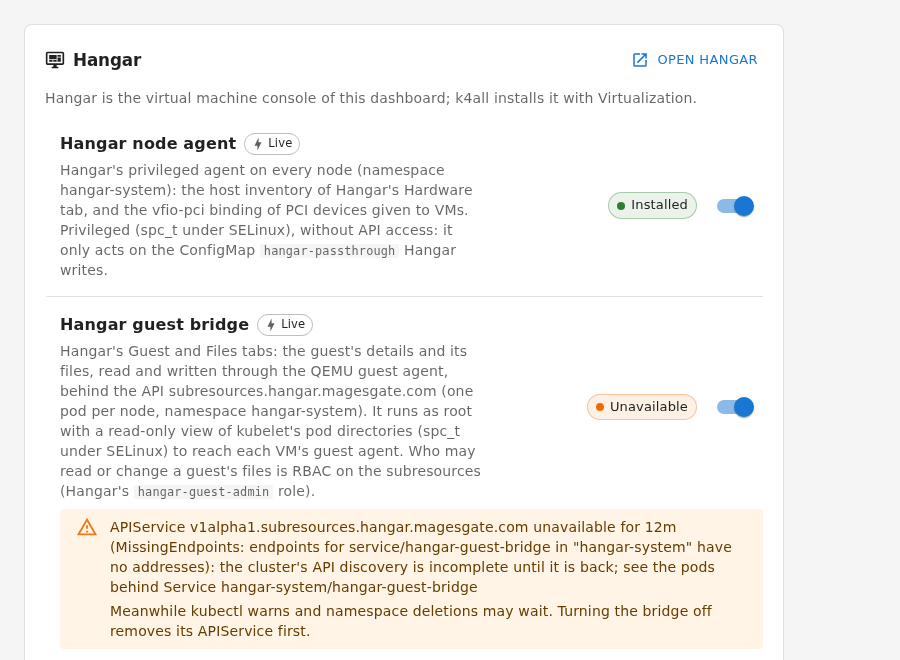 Hangar
OPEN HANGAR
Hangar is the virtual machine console of this dashboard; k4all installs it with Virtualization.
Hangar node agent
Live
Hangar's privileged agent on every node (namespace
hangar-system): the host inventory of Hangar's Hardware
tab, and the vfio-pci binding of PCI devices given to VMs.
Privileged (spc_t under SELinux), without API access: it
only acts on the ConfigMap hangar-passthrough Hangar
writes.
Installed
Hangar guest bridge
Live
Hangar's Guest and Files tabs: the guest's details and its
files, read and written through the QEMU guest agent,
behind the API subresources.hangar.magesgate.com (one
pod per node, namespace hangar-system). It runs as root
with a read-only view of kubelet's pod directories (spc_t
under SELinux) to reach each VM's guest agent. Who may
read or change a guest's files is RBAC on the subresources
(Hangar's hangar-guest-admin role).
Unavailable
APIService v1alpha1.subresources.hangar.magesgate.com unavailable for 12m
(MissingEndpoints: endpoints for service/hangar-guest-bridge in "hangar-system" have
no addresses): the cluster's API discovery is incomplete until it is back; see the pods
behind Service hangar-system/hangar-guest-bridge
Meanwhile kubectl warns and namespace deletions may wait. Turning the bridge off
removes its APIService first.